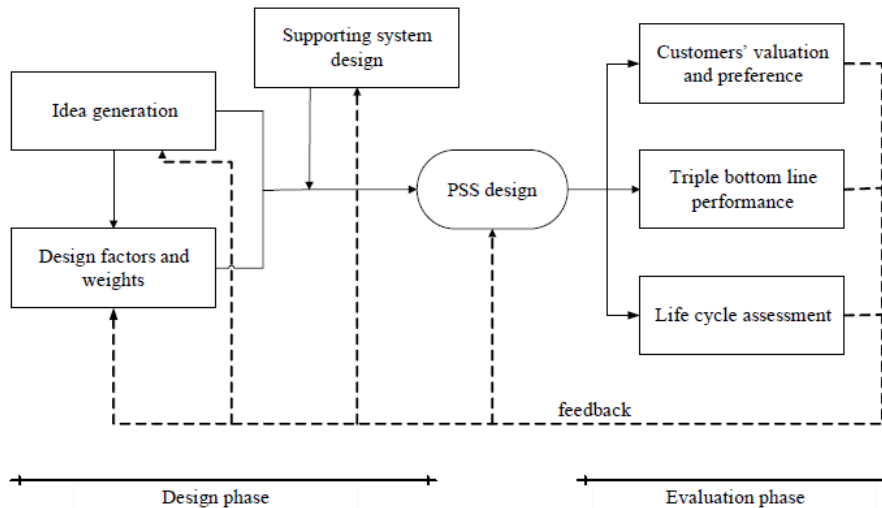 Supporting system
design
Customers’ valuation
and preference
Idea generation
PSS design
Triple bottom line
performance
Design factors and
weights
Life cycle assessment
feedback
Design phase
Evaluation phase